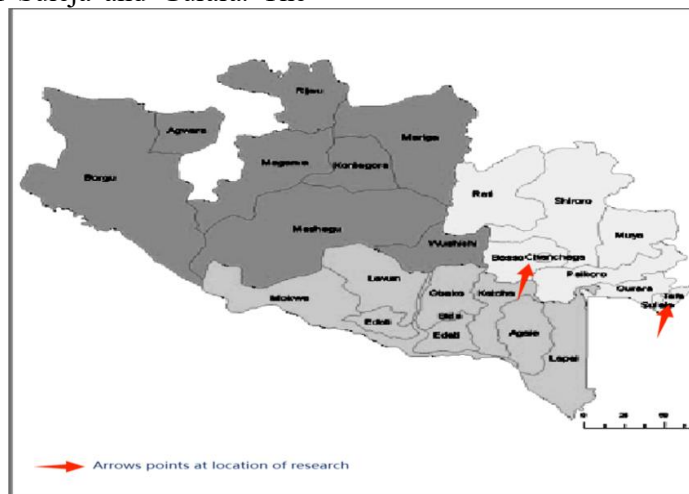 Rijau
Agwara
Mariga
Borgu
Magama
Kontagora
Rafi
Shiroro
Mashegu
Muya
Wushishi
Bosso
Chanchaga
Paikoro
Lavun
Gbako
Katcha
Gurara
Tafa
Suleja
Mokwa
Bida
Edati
Edati
Agaie
Lapai
Arrows points at location of research